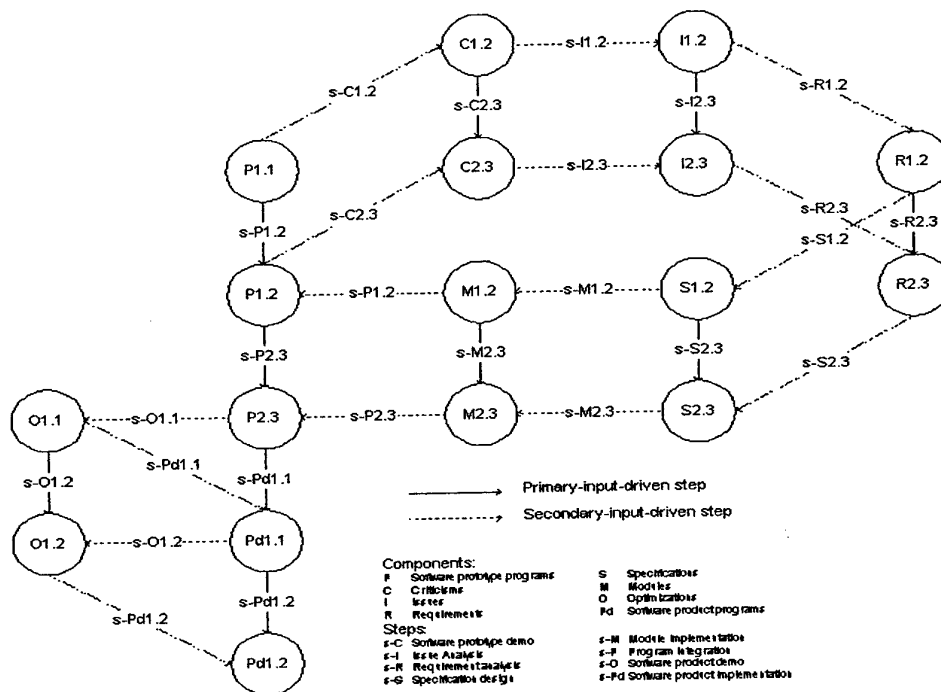 C1.2
s-I1.2
I1.2
s-C1.2
s-C2.3
s-I2.3
s-R1.2
P1.1
C2.3
s-I2.3
I2.3
R1.2
s-C2.3
s-R2.3
s-R2.3
s-P1.2
s-S1.2
P1.2
s-P1.2
M1.2
s-M1.2
S1.2
R2.3
s-P2.3
s-M2.3
s-S2.3
s-S2.3
O1.1
s-O1.1
P2.3
s-P2.3
M2.3
s-M2.3
S2.3
s-Pd1.1
s-O1.2
s-Pd1.1
Primary-input-driven step
Secondary-input-driven step
O1.2
s-O1.2
Pd1.1
s-Pd1.2
s-Pd1.2
Pd1.2
Components:
P Software prototype programs
C Criticisms
I Issues
R Requirements
S Specifications
M Modules
O Optimizations
Pd Software product programs
Steps:
s-C Software prototype demo
s-I Issue Analysis
s-R Requirement analysis
s-S Specification design
s-M Module implementation
s-P Program integration
s-O Software product demo
s-Pd Software product implementation